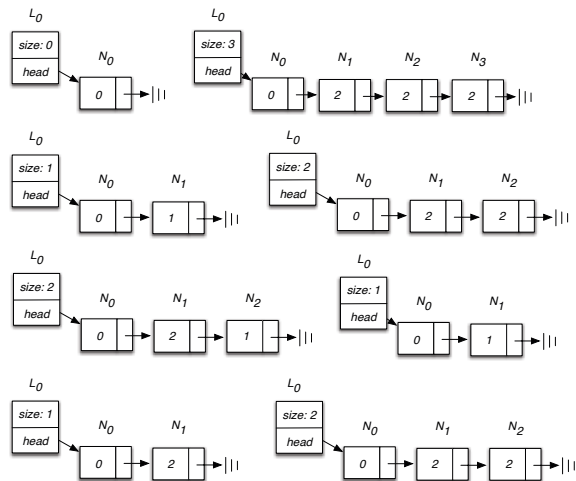 L0
size: 0
head
N0
0
L0
size: 3
head
N0 N1 N2 N3
0 2 2 2
L0
size: 1
head
N0 N1
0 1
L0
size: 2
head
N0 N1 N2
0 2 2
L0
size: 2
head
N0 N1 N2
0 2 1
L0
size: 1
head
N0 N1
0 1
L0
size: 1
head
N0 N1
0 2
L0
size: 2
head
N0 N1 N2
0 2 2